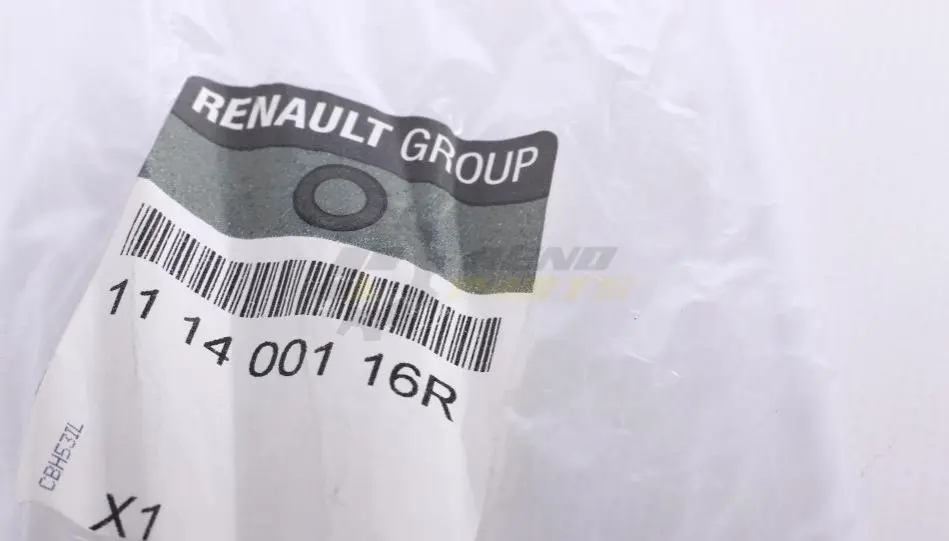 RENAULT GROUP
11 14 001 16R
CBH53IL
X1